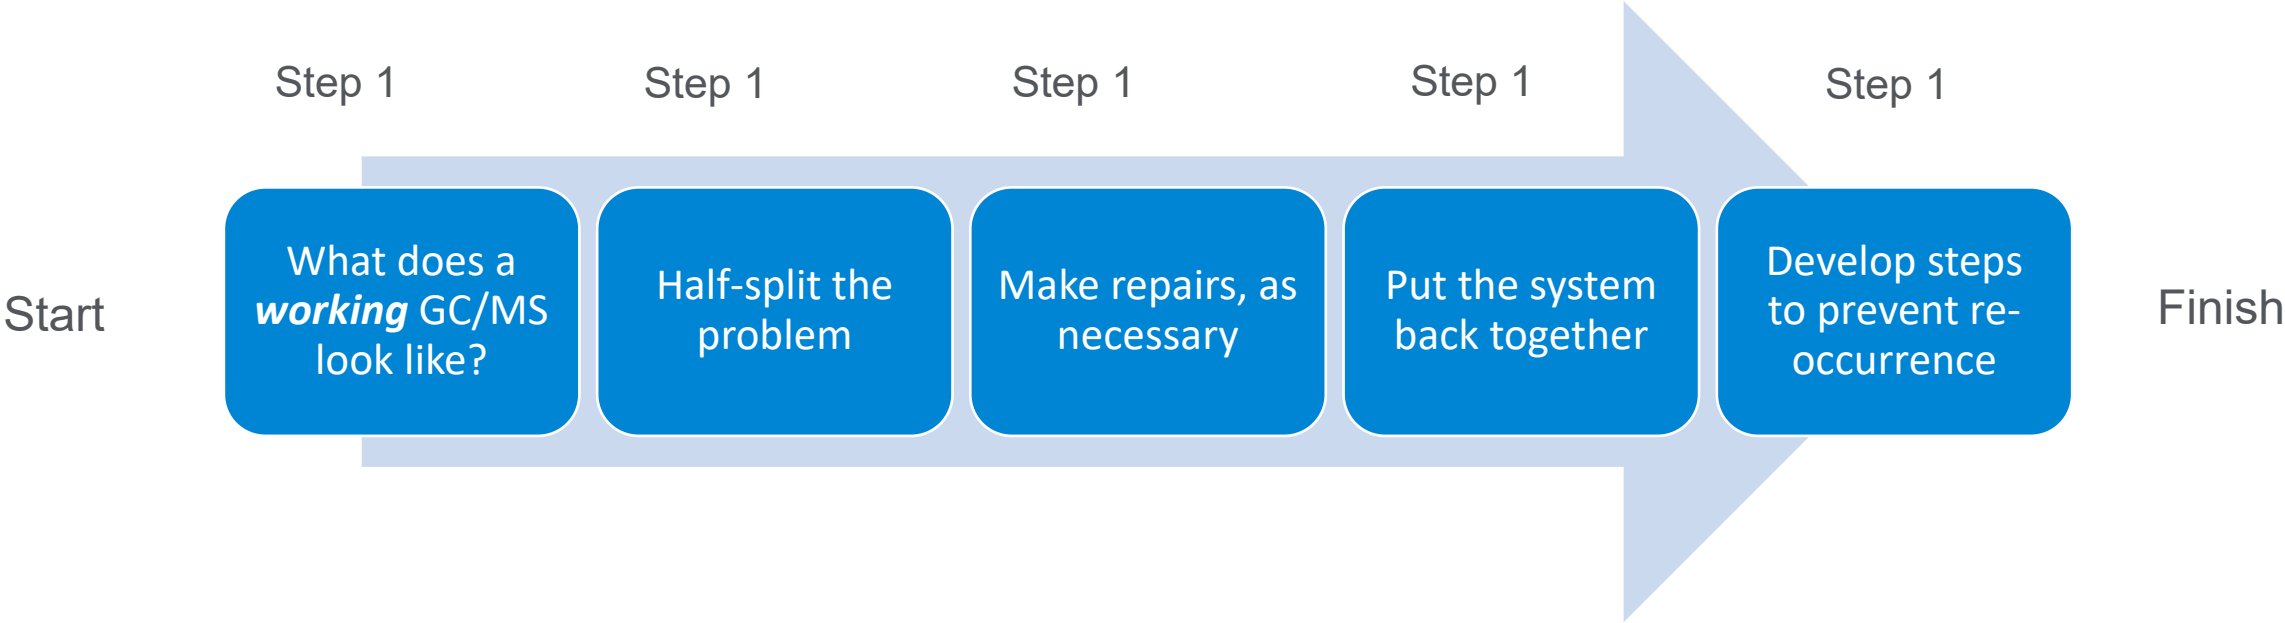 Step 1
Step 1
Step 1
Step 1
Step 1
Start
What does a
working GC/MS
look like?
Half-split the
problem
Make repairs, as
necessary
Put the system
back together
Develop steps
to prevent re-
occurrence
Finish